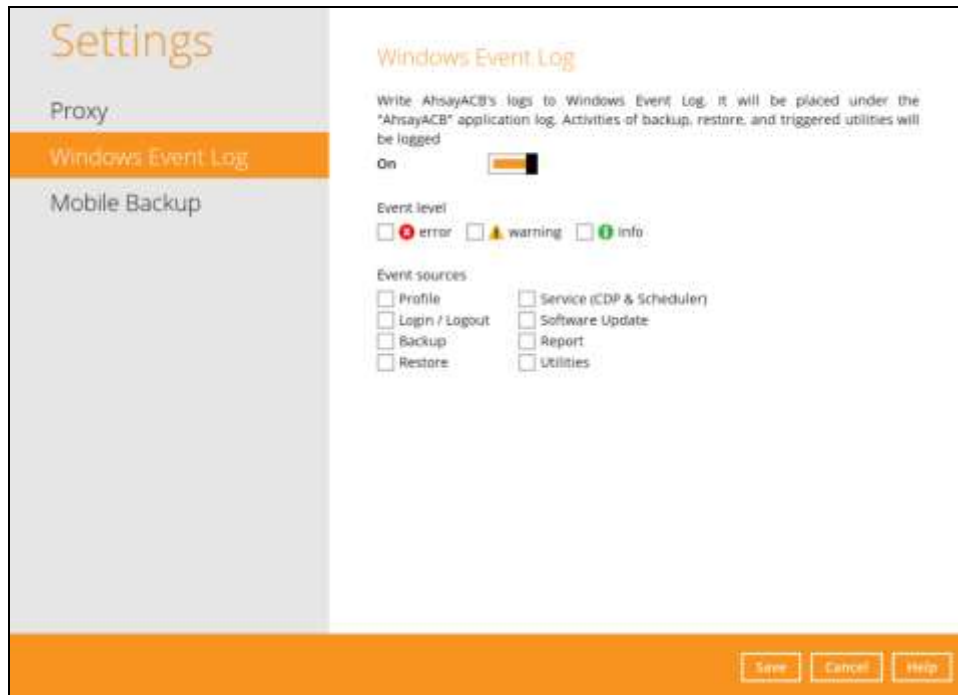 Settings
Proxy
Windows Event Log
Mobile Backup
Windows Event Log
Write AhsayACB's logs to Windows Event Log. It will be placed under the
"AhsayACB" application log. Activities of backup, restore, and triggered utilities will
be logged
On
Event level
error warning info
Event sources
Profile Service (CDP & Scheduler)
Login / Logout Software Update
Backup Report
Restore Utilities
Save Cancel Help